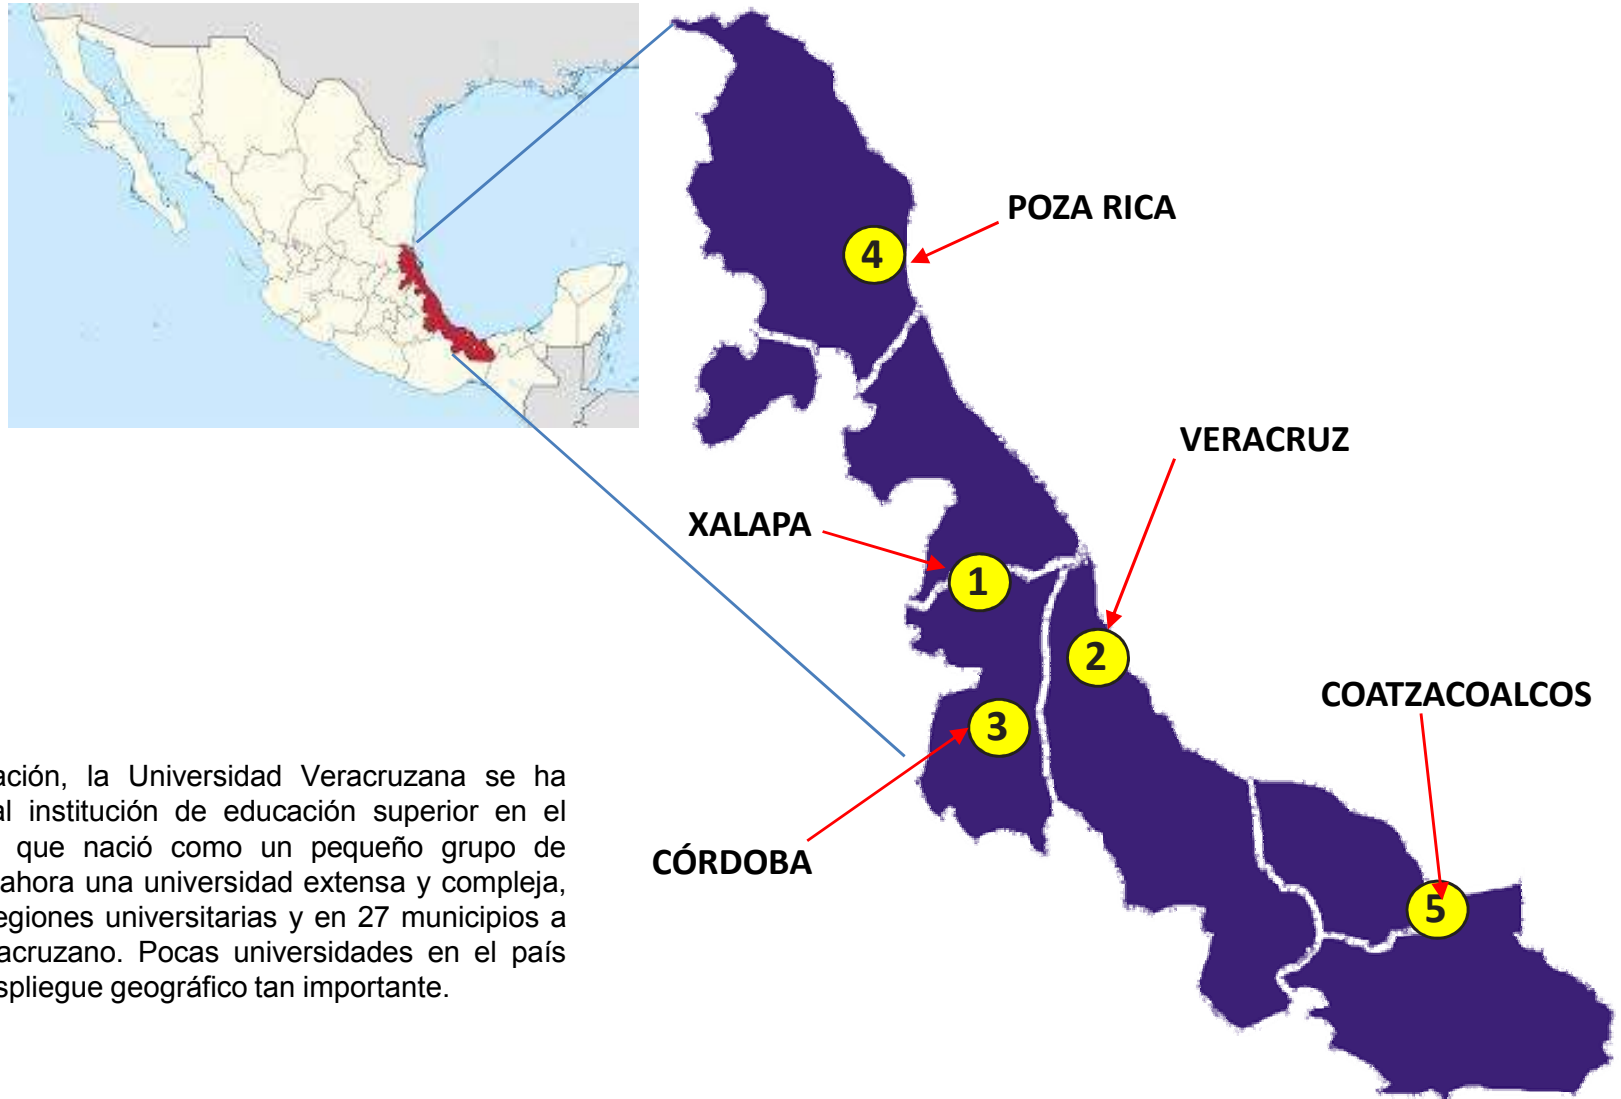 POZA RICA
4
VERACRUZ
XALAPA
1
2
COATZACOALCOS
3
CÓRDOBA
5
ación, la Universidad Veracruzana se ha
al institución de educación superior en el
que nació como un pequeño grupo de
ahora una universidad extensa y compleja,
egiones universitarias y en 27 municipios a
acruzano. Pocas universidades en el país
spliegue geográfico tan importante.